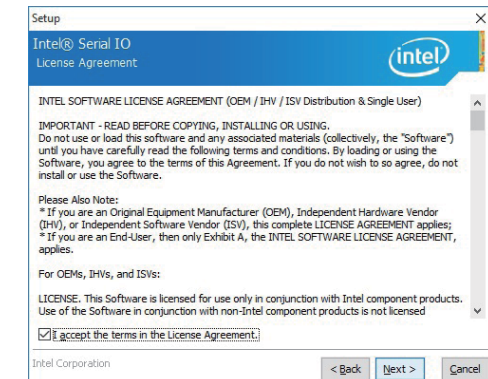 Setup
Intel® Serial IO
License Agreement
intel
INTEL SOFTWARE LICENSE AGREEMENT (OEM / IHV / ISV Distribution & Single User)
IMPORTANT - READ BEFORE COPYING, INSTALLING OR USING.
Do not use or load this software and any associated materials (collectively, the "Software")
until you have carefully read the following terms and conditions. By loading or using the
Software, you agree to the terms of this Agreement. If you do not wish to so agree, do not
install or use the Software.
Please Also Note:
* If you are an Original Equipment Manufacturer (OEM), Independent Hardware Vendor
(IHV), or Independent Software Vendor (ISV), this complete LICENSE AGREEMENT applies;
* If you are an End-User, then only Exhibit A, the INTEL SOFTWARE LICENSE AGREEMENT,
applies.
For OEMs, IHVs, and ISVs:
LICENSE. This Software is licensed for use only in conjunction with Intel component products.
Use of the Software in conjunction with non-Intel component products is not licensed
I accept the terms in the License Agreement.
Intel Corporation
< Back Next > Cancel